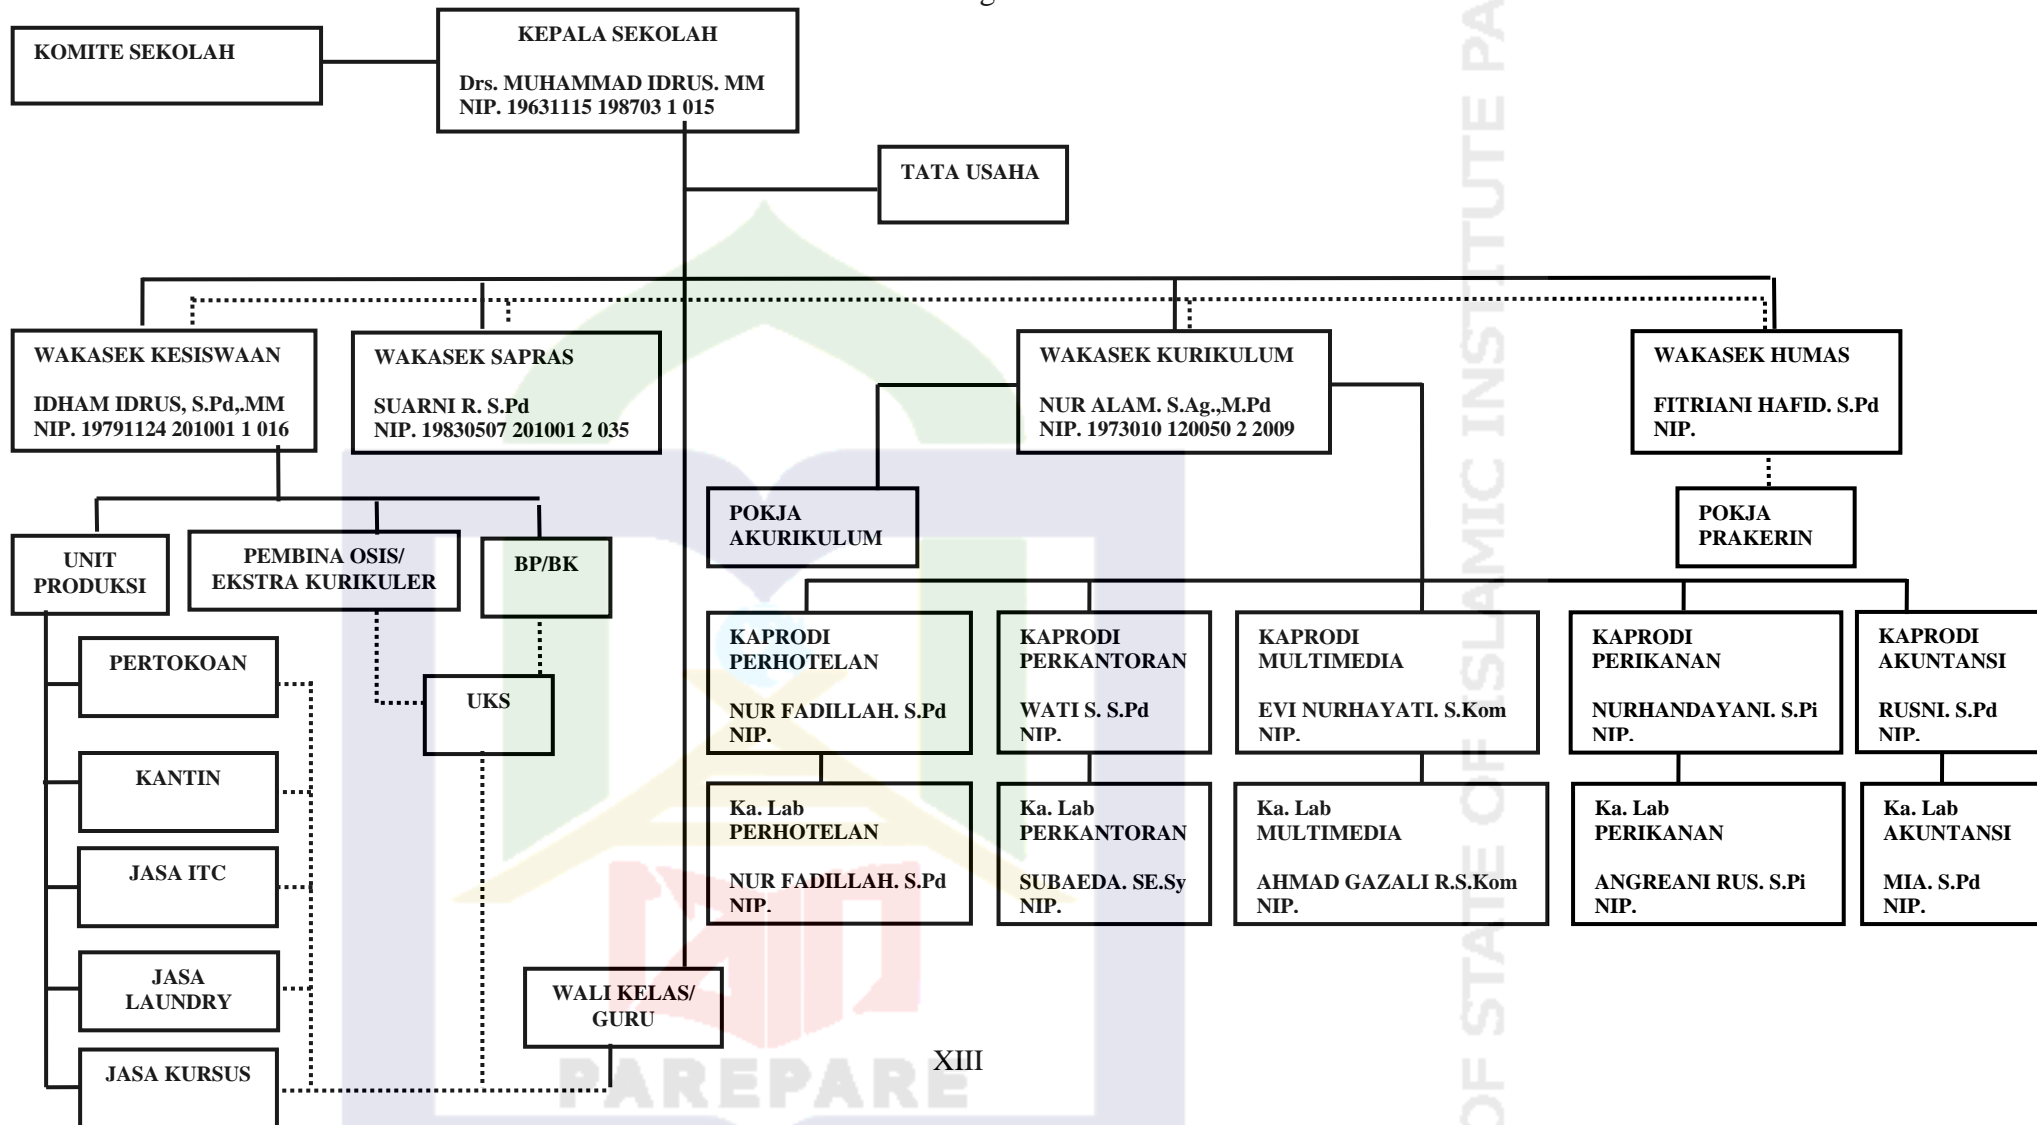 KOMITE SEKOLAH
KEPALA SEKOLAH
Drs. MUHAMMAD IDRUS. MM
NIP. 19631115 198703 1 015
TATA USAHA
WAKASEK KESISWAAN
IDHAM IDRUS, S.Pd,.MM
NIP. 19791124 201001 1 016
WAKASEK SAPRAS
SUARNI R. S.Pd
NIP. 19830507 201001 2 035
WAKASEK KURIKULUM
NUR ALAM. S.Ag.,M.Pd
NIP. 1973010 120050 2 2009
WAKASEK HUMAS
FITRIANI HAFID. S.Pd
NIP.
UNIT
PRODUKSI
PEMBINA OSIS/
EKSTRA KURIKULER
BP/BK
POKJA
AKURIKULUM
POKJA
PRAKERIN
PERTOKOAN
UKS
KANTIN
JASA ITC
JASA
LAUNDRY
JASA KURSUS
KAPRODI
PERHOTELAN
NUR FADILLAH. S.Pd
NIP.
KAPRODI
PERKANTORAN
WATI S. S.Pd
NIP.
KAPRODI
MULTIMEDIA
EVI NURHAYATI. S.Kom
NIP.
KAPRODI
PERIKANAN
NURHANDAYANI. S.Pi
NIP.
KAPRODI
AKUNTANSI
RUSNI. S.Pd
NIP.
Ka. Lab
PERHOTELAN
NUR FADILLAH. S.Pd
NIP.
Ka. Lab
PERKANTORAN
SUBAEDA. SE.Sy
NIP.
Ka. Lab
MULTIMEDIA
AHMAD GAZALI R.S.Kom
NIP.
Ka. Lab
PERIKANAN
ANGREANI RUS. S.Pi
NIP.
Ka. Lab
AKUNTANSI
MIA. S.Pd
NIP.
WALI KELAS/
GURU
XIII
PAREPARE
OF STATE OF ISLAMIC INSTITUTE PA